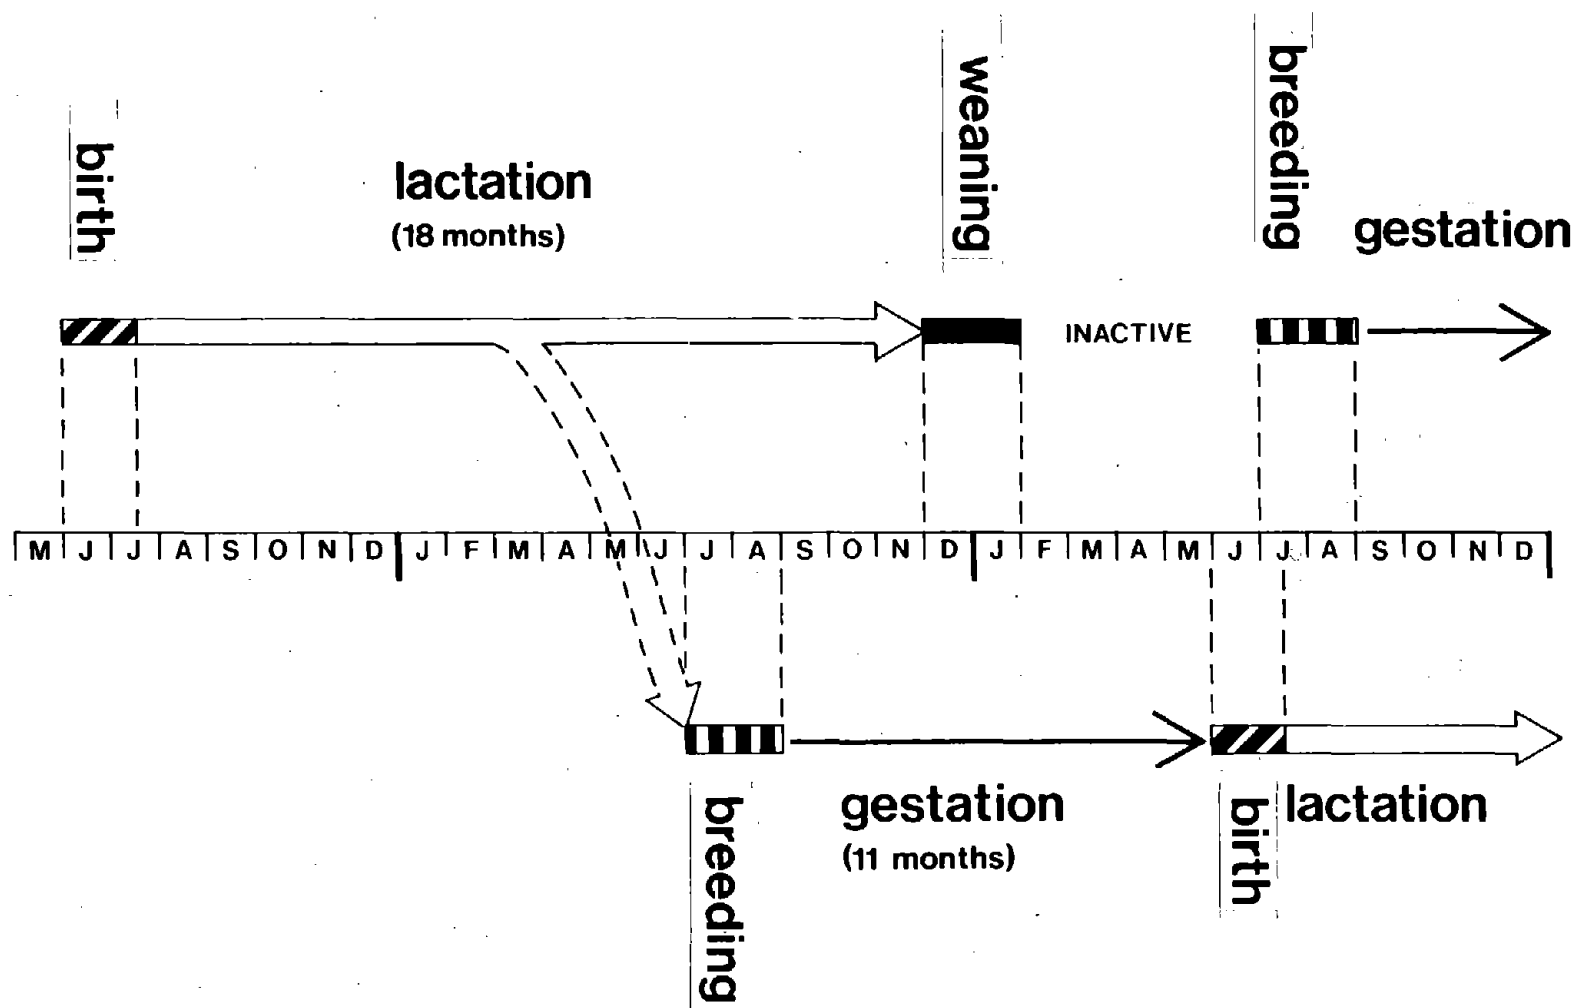 birth
lactation
(18 months)
weaning
breeding
gestation
INACTIVE
M J J A S O N D J F M A M J J A S O N D J F M A M J J A S O N D
breeding
gestation
(11 months)
birth
lactation